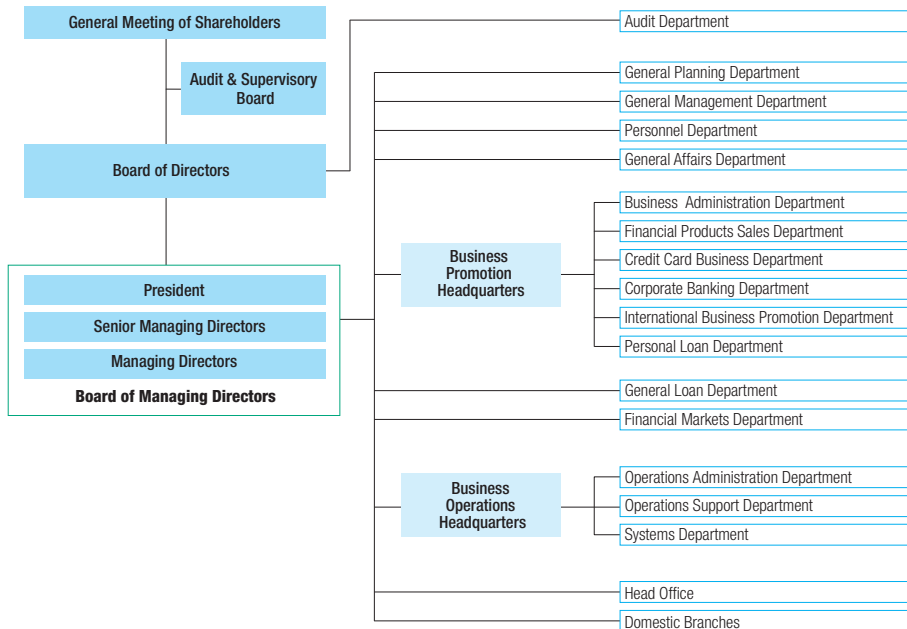 General Meeting of Shareholders
Audit & Supervisory
Board
Board of Directors
President
Senior Managing Directors
Managing Directors
Board of Managing Directors
Business
Promotion
Headquarters
Business
Operations
Headquarters
Audit Department
General Planning Department
General Management Department
Personnel Department
General Affairs Department
Business Administration Department
Financial Products Sales Department
Credit Card Business Department
Corporate Banking Department
International Business Promotion Department
Personal Loan Department
General Loan Department
Financial Markets Department
Operations Administration Department
Operations Support Department
Systems Department
Head Office
Domestic Branches